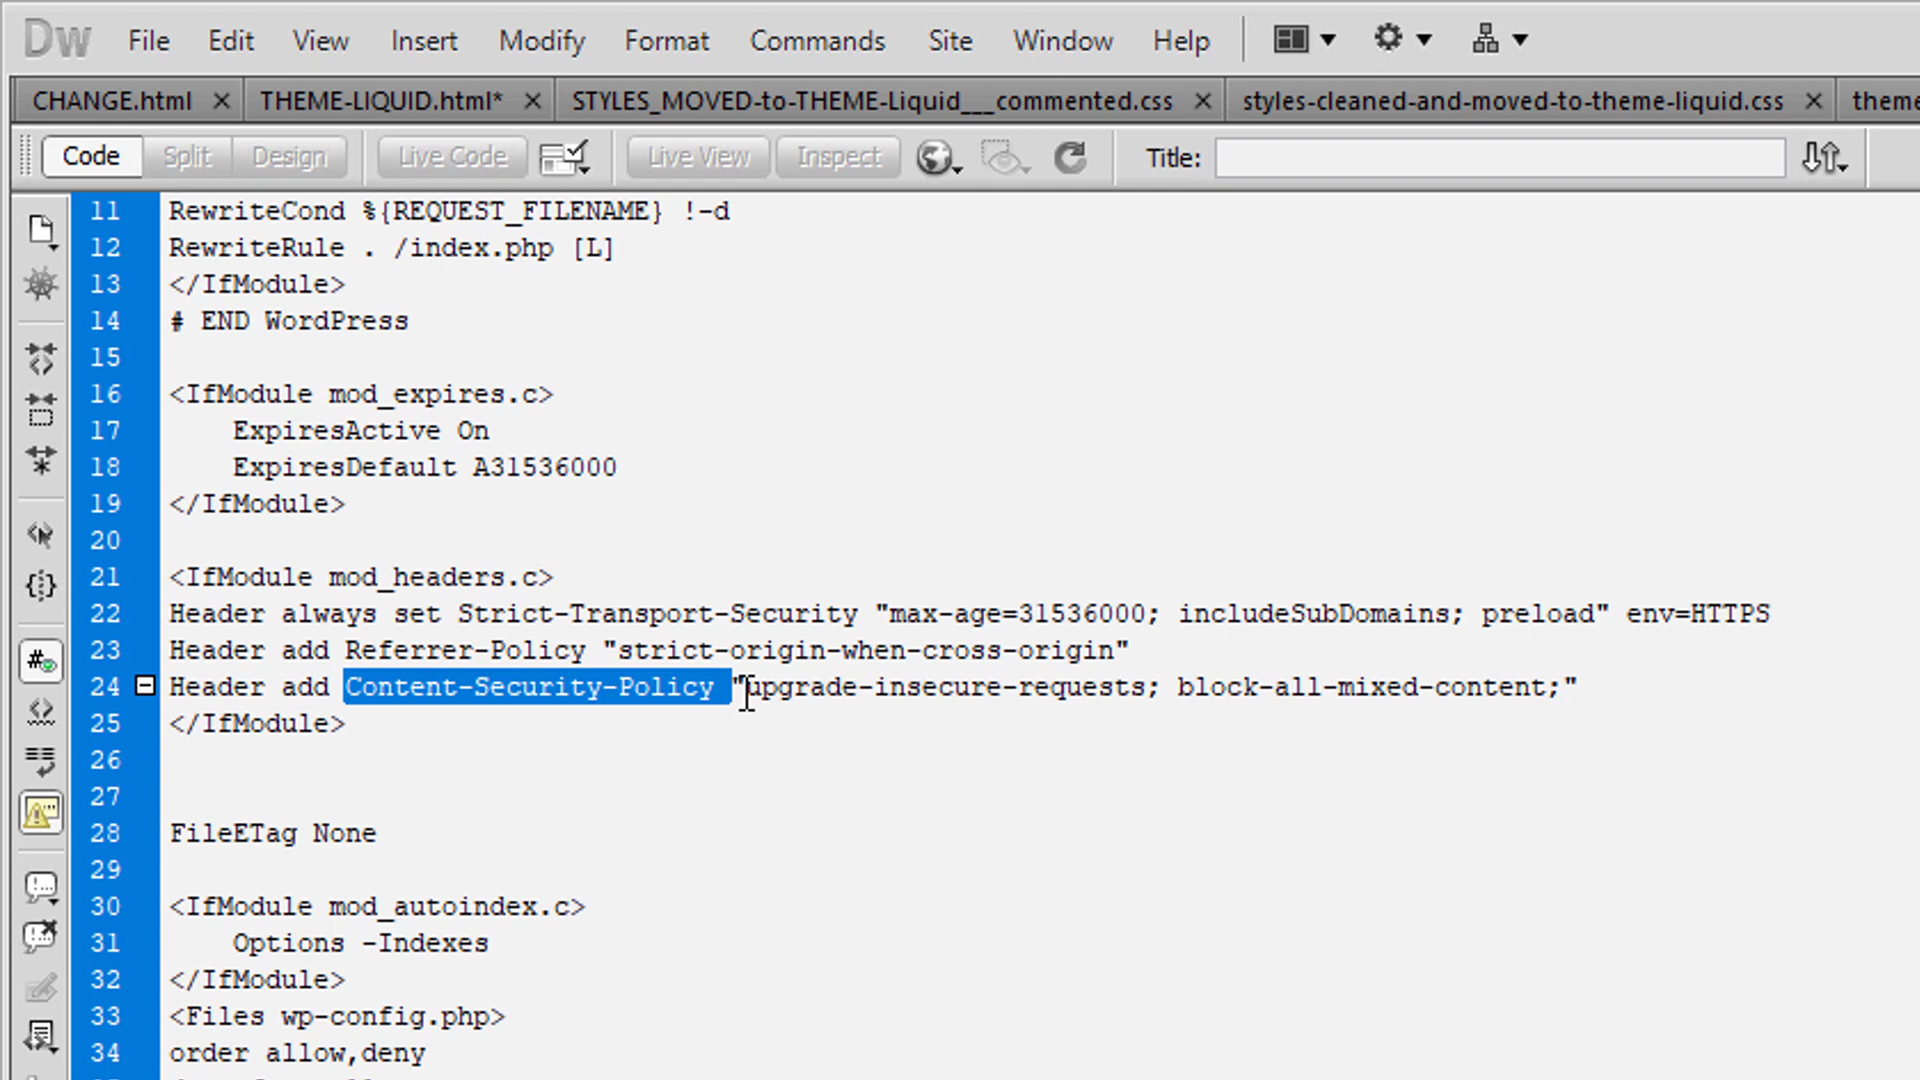 Dw File Edit View Insert Modify Format Commands Site Window Help
CHANGE.html THEME-LIQUID.html* STYLES_MOVED-to-THEME-Liquid___commented.css styles-cleaned-and-moved-to-theme-liquid.css theme
Code Split Design Live Code Live View Inspect Title:
11 RewriteCond %{REQUEST_FILENAME} !-d
12 RewriteRule . /index.php [L]
13 </IfModule>
14 # END WordPress
15
16 <IfModule mod_expires.c>
17 ExpiresActive On
18 ExpiresDefault A31536000
19 </IfModule>
20
21 <IfModule mod_headers.c>
22 Header always set Strict-Transport-Security "max-age=31536000; includeSubDomains; preload" env=HTTPS
23 Header add Referrer-Policy "strict-origin-when-cross-origin"
24 Header add Content-Security-Policy "upgrade-insecure-requests; block-all-mixed-content;"
25 </IfModule>
26
27
28 FileETag None
29
30 <IfModule mod_autoindex.c>
31 Options -Indexes
32 </IfModule>
33 <Files wp-config.php>
34 order allow,deny